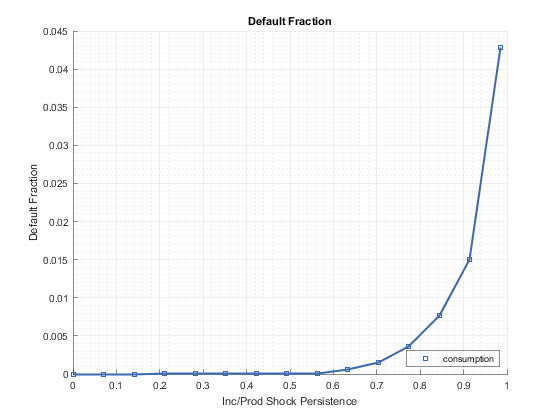 Default Fraction
0.045
0.04
0.035
0.03
0.025
0.02
0.015
0.01
0.005
0
Default Fraction
consumption
0 0.1 0.2 0.3 0.4 0.5 0.6 0.7 0.8 0.9 1
Inc/Prod Shock Persistence